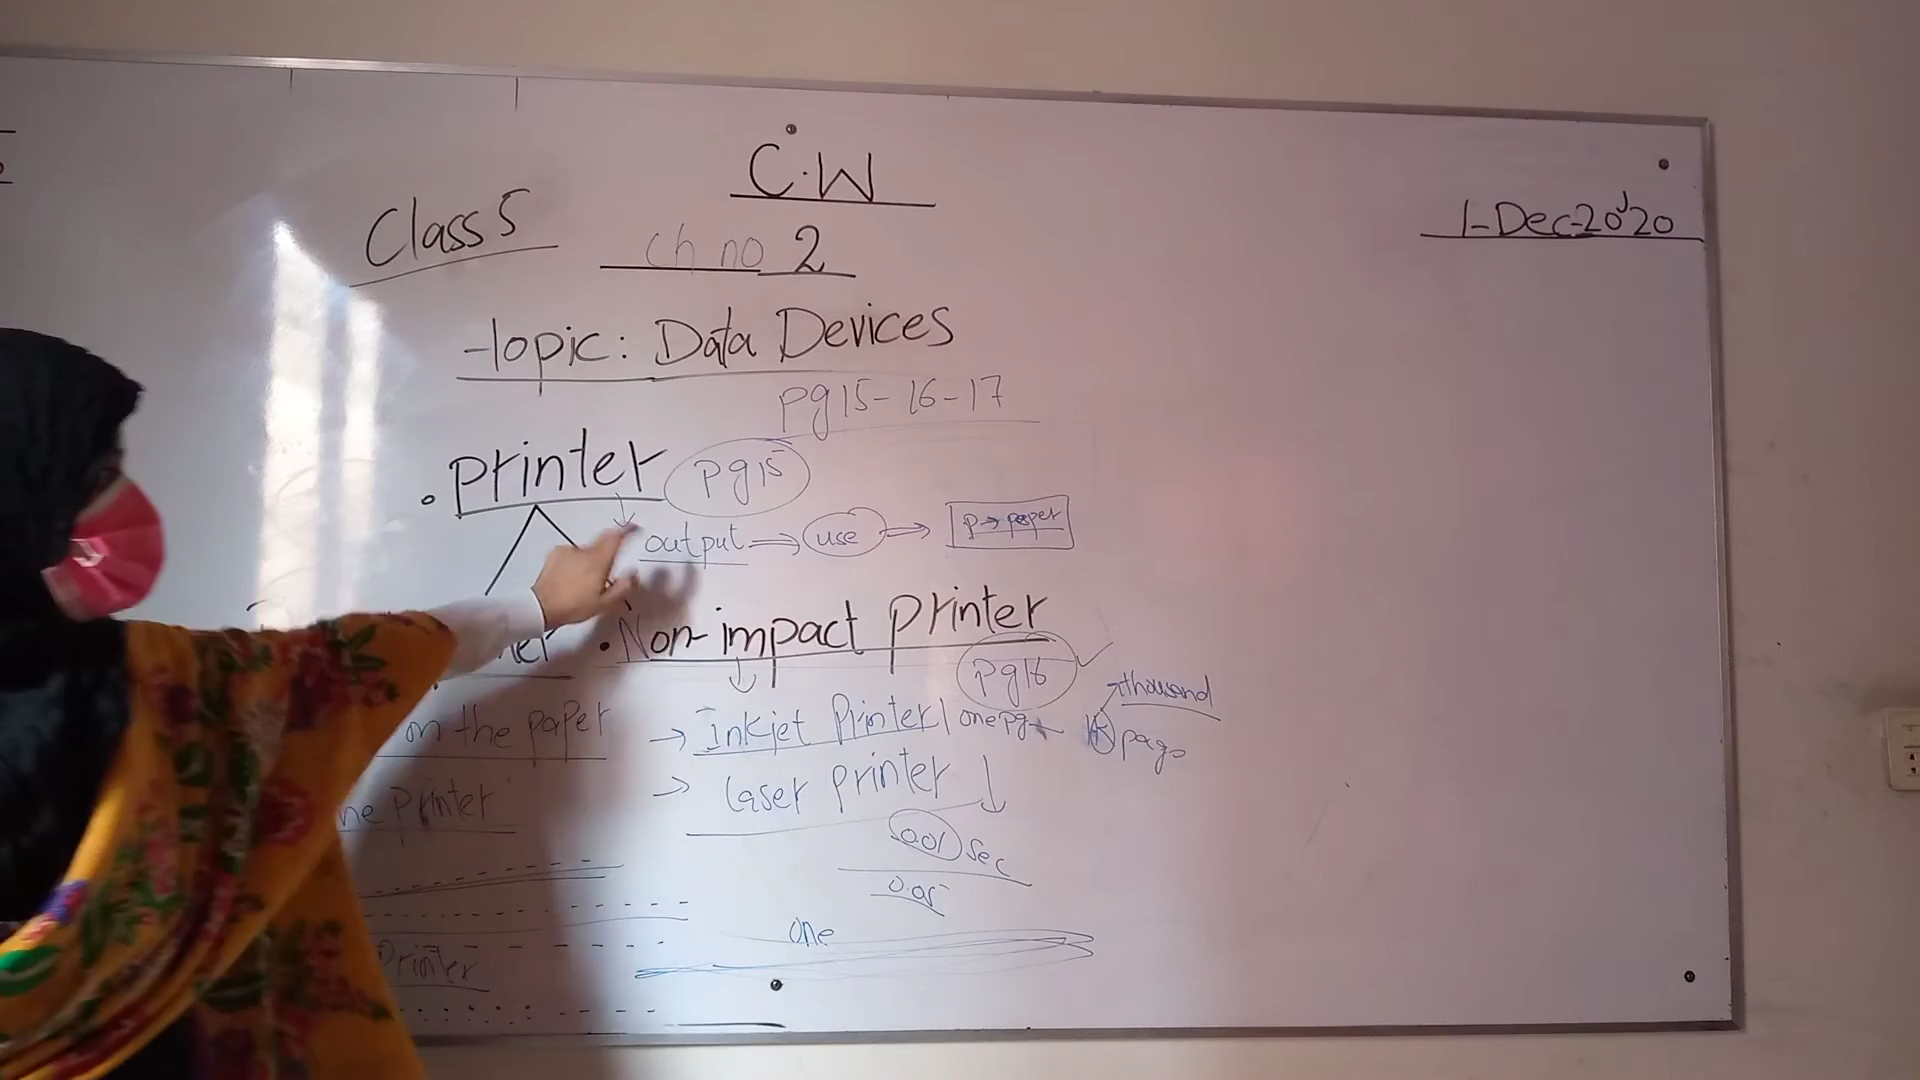 C.W
1-Dec-2020
Class 5
ch no 2
Topic: Data Devices
pg 15-16-17
printer pg 15
output use p → paper
Non-impact printer
pg 16
thousand
on the paper → Inkjet Printer one pg 1K page
Printer → laser printer
0.01 Sec
0.05
one
Printer